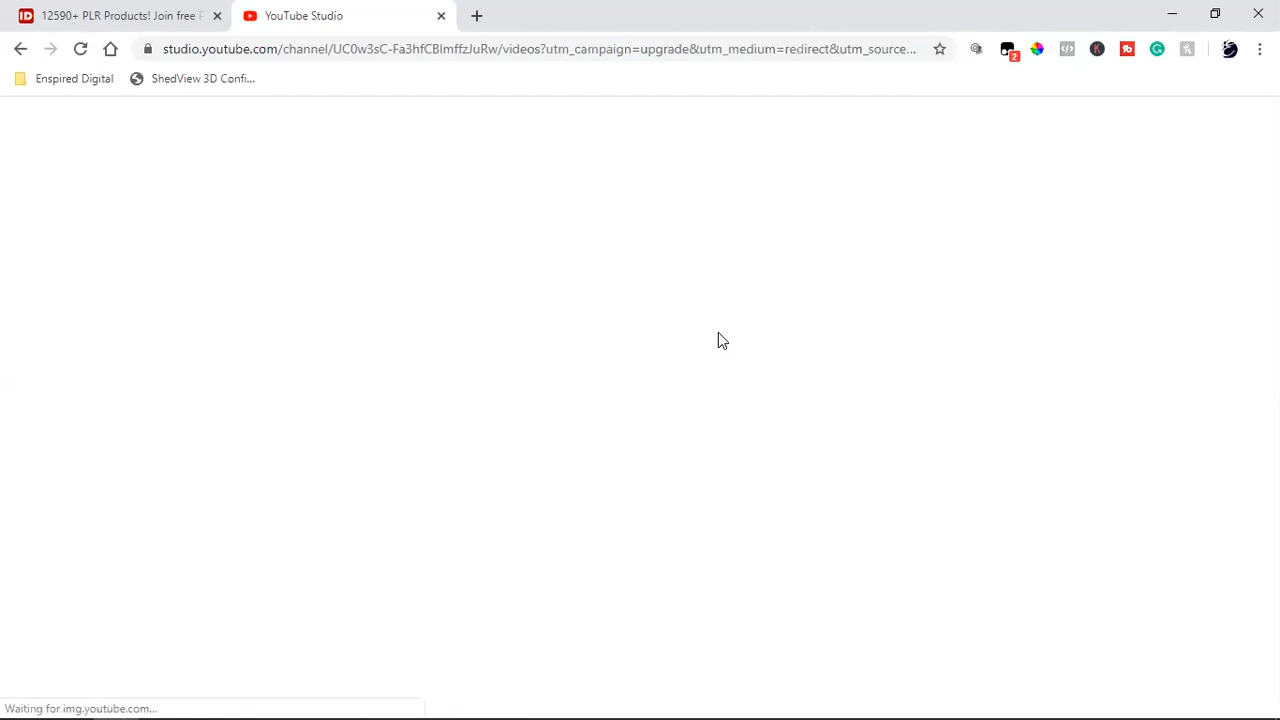 12590+ PLR Products! Join free F
YouTube Studio
studio.youtube.com/channel/UC0w3sC-Fa3hfCBlmffzJuRw/videos?utm_campaign=upgrade&utm_medium=redirect&utm_source...
2
Enspired Digital
ShedView 3D Confi...
Waiting for img.youtube.com...